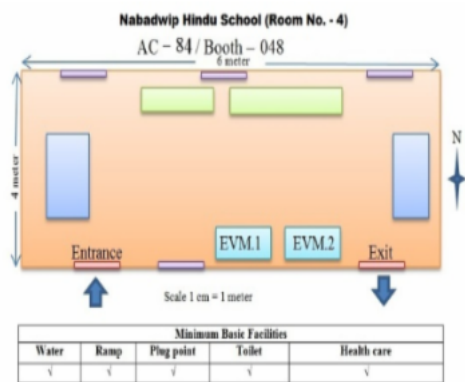 Nabadwip Hindu School (Room No. - 4)
AC – 84 / Booth – 048
6 meter
4 meter
N
EVM.1 EVM.2
Entrance Exit
Scale 1 cm = 1 meter
Minimum Basic Facilities
Water Ramp Plug point Toilet Health care
√ √ √ √ √